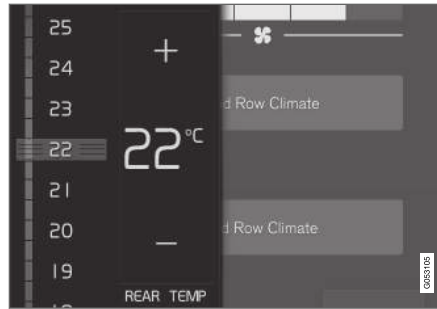 25
24
23
22
21
20
19
+
22°C
−
REAR TEMP
d Row Climate
d Row Climate
G053105